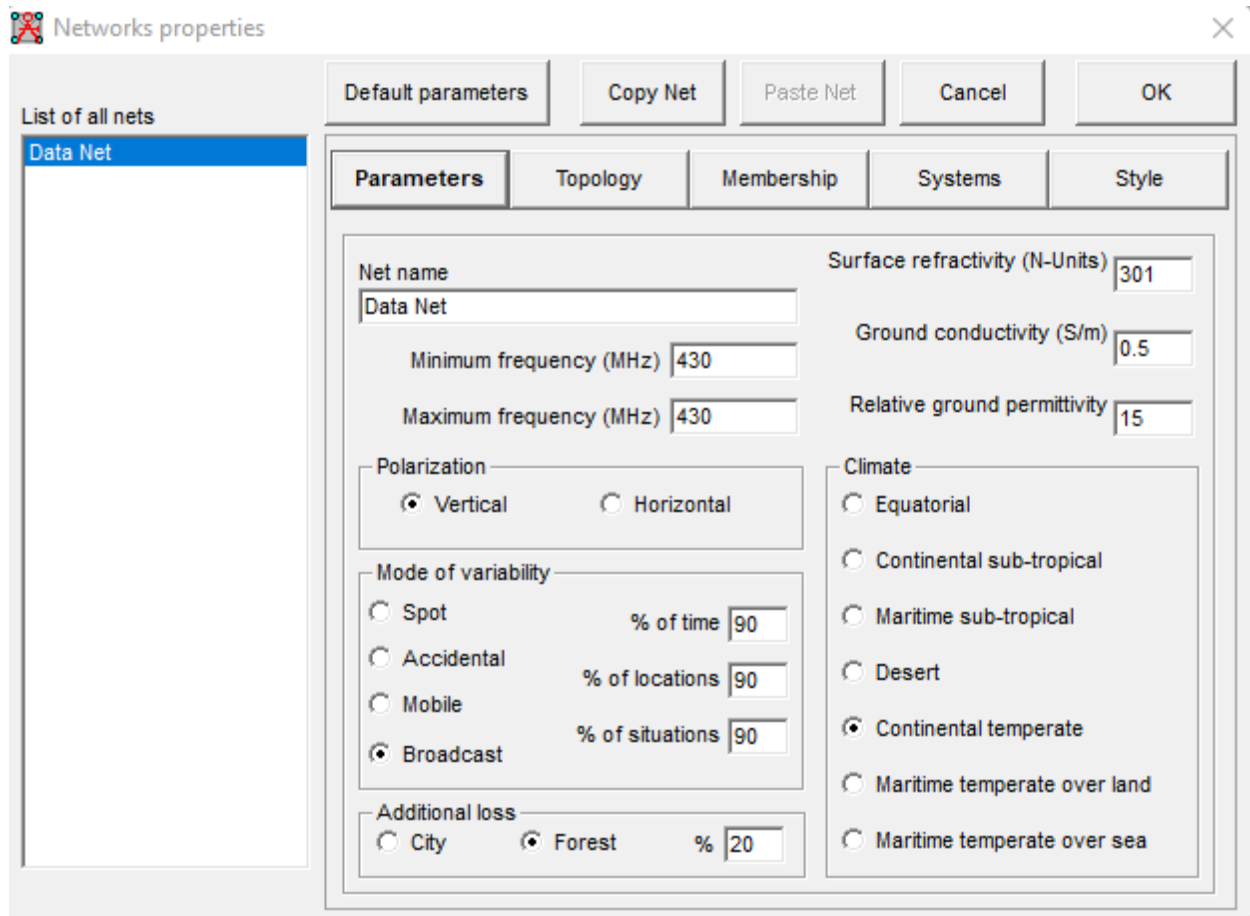 Networks properties
Default parameters
Copy Net
Paste Net
Cancel
OK
List of all nets
Data Net
Parameters
Topology
Membership
Systems
Style
Net name
Data Net
Minimum frequency (MHz) 430
Maximum frequency (MHz) 430
Surface refractivity (N-Units) 301
Ground conductivity (S/m) 0.5
Relative ground permittivity 15
Polarization
Vertical
Horizontal
Mode of variability
Spot
Accidental
Mobile
Broadcast
% of time 90
% of locations 90
% of situations 90
Additional loss
City
Forest
% 20
Climate
Equatorial
Continental sub-tropical
Maritime sub-tropical
Desert
Continental temperate
Maritime temperate over land
Maritime temperate over sea